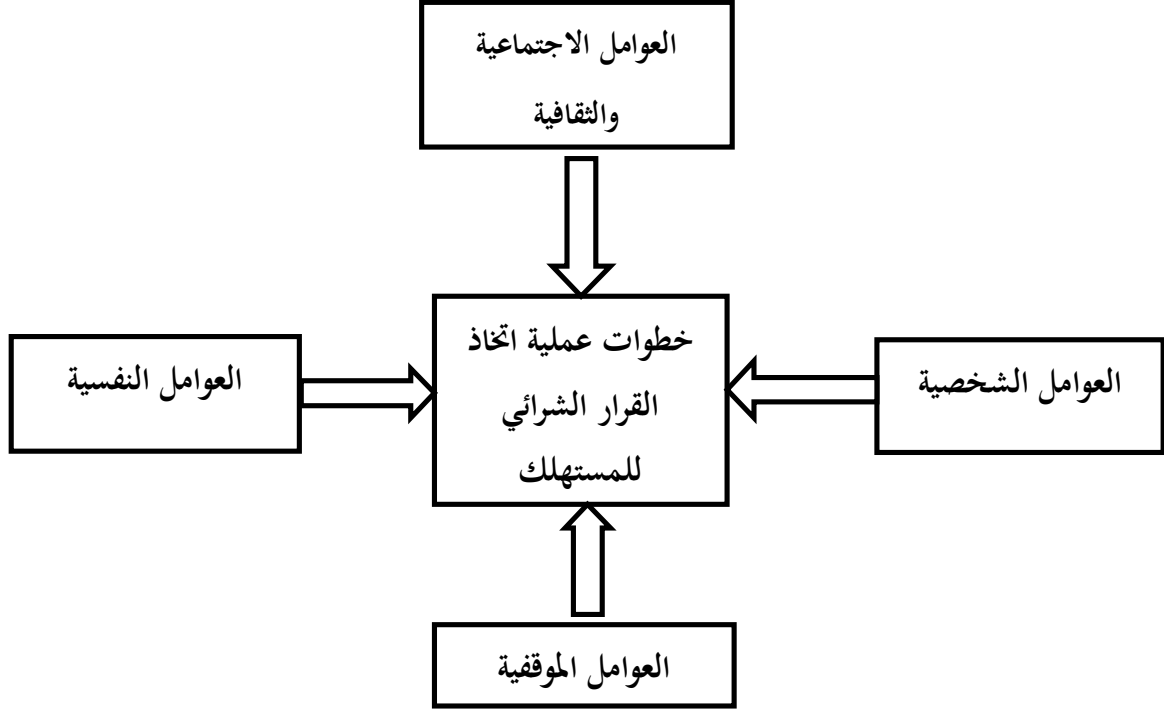 العوامل الاجتماعية
والثقافية
خطوات عملية اتخاذ
القرار الشرائي
للمستهلك
العوامل الشخصية
العوامل النفسية
العوامل الموقفية